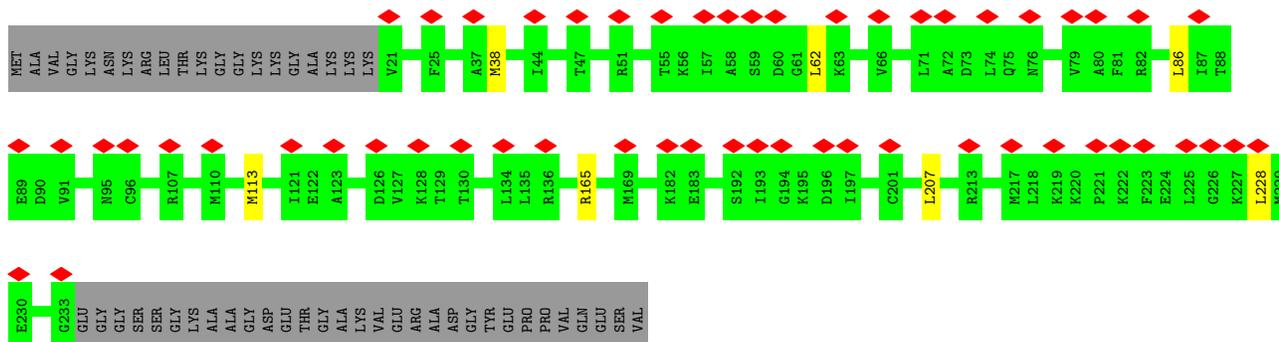 MET ALA VAL GLY LYS ASN LYS ARG LEU THR LYS GLY GLY LYS LYS GLY ALA LYS LYS LYS V21 F25 A37 M38 I44 T47 R51 T55 K56 I57 A58 S59 D60 G61 L62 K63 V66 L71 A72 D73 L74 Q75 N76 V79 A80 F81 R82 L86 I87 T88
E89 D90 V91 N95 C96 R107 M110 M113 I121 E122 A123 D126 V127 K128 T129 T130 L134 L135 R136 R165 M169 K182 E183 S192 I193 G194 K195 D196 I197 C201 L207 R213 M217 L218 K219 K220 P221 K222 F223 E224 L225 G226 K227 L228
E230 G233 GLU GLY GLY SER SER GLY LYS ALA ALA GLY ASP GLU THR GLY ALA LYS VAL GLU ARG ALA ASP GLY TYR GLU PRO PRO VAL GLN GLU SER VAL